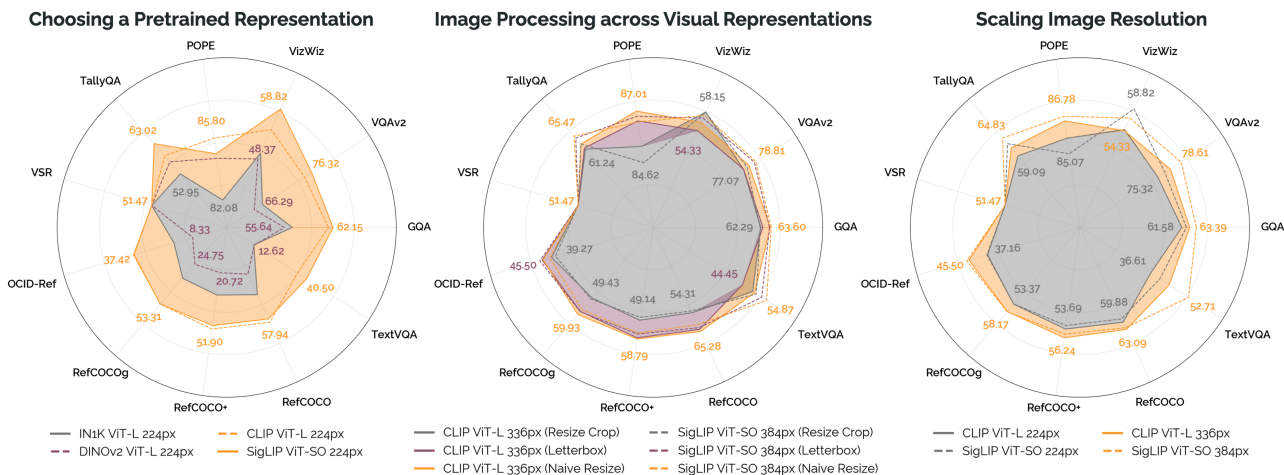 Choosing a Pretrained Representation
POPE
VizWiz
TallyQA
VQAv2
VSR
GQA
OCID-Ref
TextVQA
RefCOCOg
RefCOCO
RefCOCO+
58.82
85.80
63.02
48.37
76.32
51.47
52.95
82.08
66.29
8.33
55.64
62.15
24.75
12.62
37.42
20.72
40.50
53.31
57.94
51.90
IN1K ViT-L 224px
CLIP ViT-L 224px
DINOv2 ViT-L 224px
SigLIP ViT-SO 224px
Image Processing across Visual Representations
POPE
VizWiz
TallyQA
VQAv2
VSR
GQA
OCID-Ref
TextVQA
RefCOCOg
RefCOCO
RefCOCO+
87.01
58.15
65.47
54.33
78.81
61.24
84.62
77.07
51.47
62.29
63.60
39.27
45.50
44.45
49.43
49.14
54.31
54.87
59.93
65.28
58.79
CLIP ViT-L 336px (Resize Crop)
SigLIP ViT-SO 384px (Resize Crop)
CLIP ViT-L 336px (Letterbox)
SigLIP ViT-SO 384px (Letterbox)
CLIP ViT-L 336px (Naive Resize)
SigLIP ViT-SO 384px (Naive Resize)
Scaling Image Resolution
POPE
VizWiz
TallyQA
VQAv2
VSR
GQA
OCID-Ref
TextVQA
RefCOCOg
RefCOCO
RefCOCO+
86.78
58.82
64.83
54.33
78.61
59.09
85.07
75.32
51.47
61.58
63.39
37.16
36.61
45.50
53.37
53.69
59.88
52.71
58.17
63.09
56.24
CLIP ViT-L 224px
CLIP ViT-L 336px
SigLIP ViT-SO 224px
SigLIP ViT-SO 384px